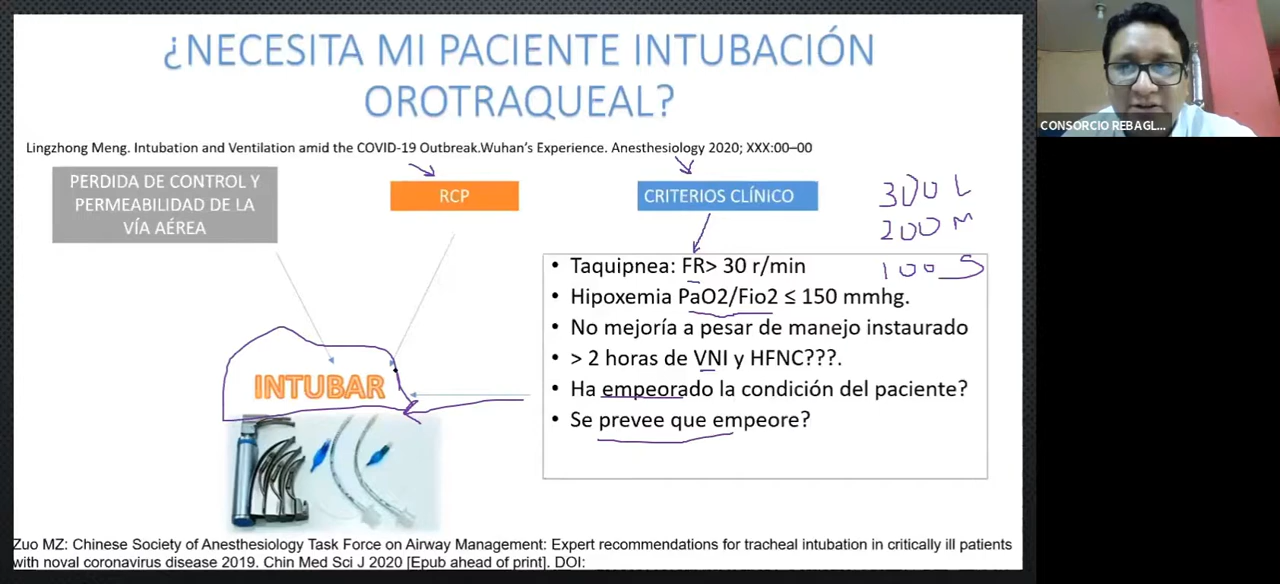 ¿NECESITA MI PACIENTE INTUBACIÓN
OROTRAQUEAL?
Lingzhong Meng. Intubation and Ventilation amid the COVID-19 Outbreak.Wuhan's Experience. Anesthesiology 2020; XXX:00–00
PERDIDA DE CONTROL Y
PERMEABILIDAD DE LA
VÍA AÉREA
RCP
CRITERIOS CLÍNICO
300 L
200 M
100 S
• Taquipnea: FR> 30 r/min
• Hipoxemia PaO2/Fio2 ≤ 150 mmhg.
• No mejoría a pesar de manejo instaurado
• > 2 horas de VNI y HFNC???.
• Ha empeorado la condición del paciente?
• Se prevee que empeore?
INTUBAR
Zuo MZ: Chinese Society of Anesthesiology Task Force on Airway Management: Expert recommendations for tracheal intubation in critically ill patients
with noval coronavirus disease 2019. Chin Med Sci J 2020 [Epub ahead of print]. DOI:
CONSORCIO REBAGL...